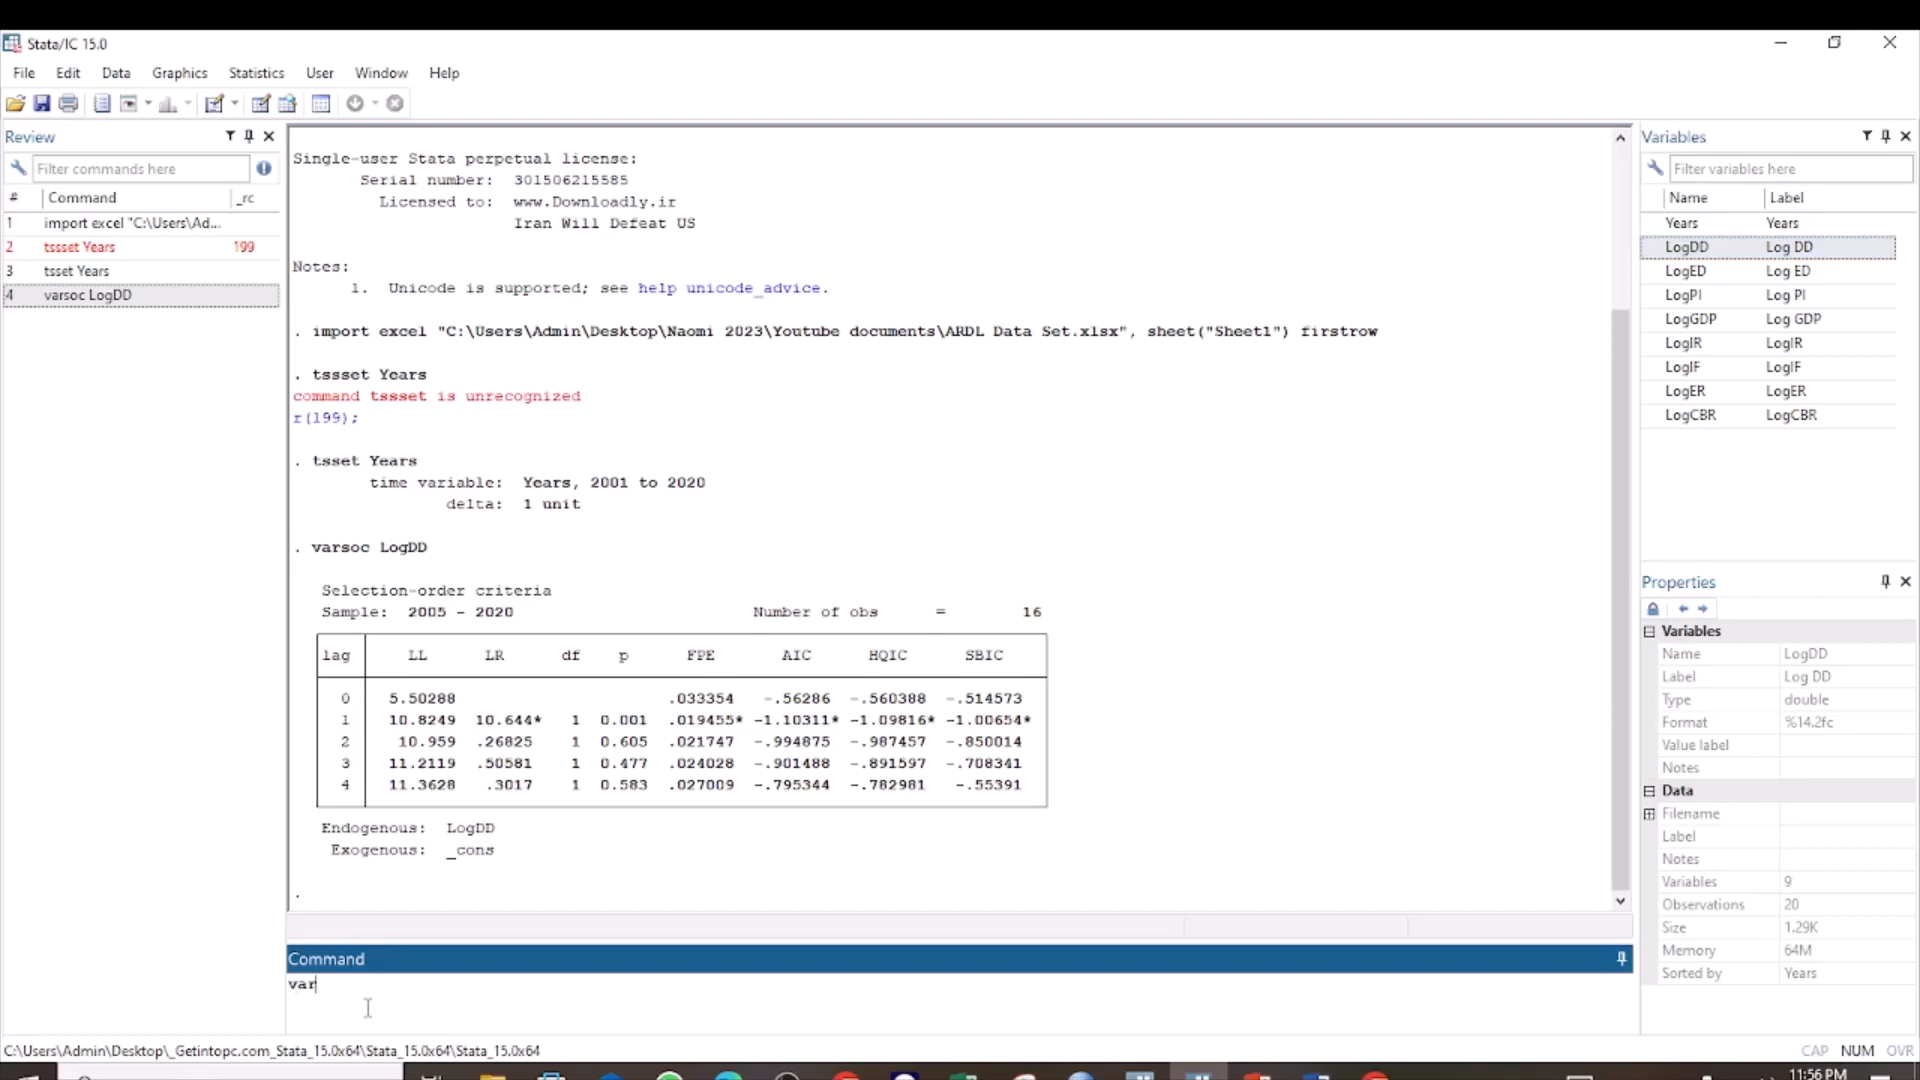 Stata/IC 15.0
File Edit Data Graphics Statistics User Window Help
Review
Filter commands here
# Command _rc
1 import excel "C:\Users\Ad...
2 tssset Years 199
3 tsset Years
4 varsoc LogDD
Single-user Stata perpetual license:
Serial number: 301506215585
Licensed to: www.Downloadly.ir
Iran Will Defeat US
Notes:
1. Unicode is supported; see help unicode_advice.
. import excel "C:\Users\Admin\Desktop\Naomi 2023\Youtube documents\ARDL Data Set.xlsx", sheet("Sheet1") firstrow
. tssset Years
command tssset is unrecognized
r(199);
. tsset Years
time variable: Years, 2001 to 2020
delta: 1 unit
. varsoc LogDD
Selection-order criteria
Sample: 2005 - 2020 Number of obs = 16
lag LL LR df p FPE AIC HQIC SBIC
0 5.50288 .033354 -.56286 -.560388 -.514573
1 10.8249 10.644* 1 0.001 .019455* -1.10311* -1.09816* -1.00654*
2 10.959 .26825 1 0.605 .021747 -.994875 -.987457 -.850014
3 11.2119 .50581 1 0.477 .024028 -.901488 -.891597 -.708341
4 11.3628 .3017 1 0.583 .027009 -.795344 -.782981 -.55391
Endogenous: LogDD
Exogenous: _cons
.
Command
var
Variables
Filter variables here
Name Label
Years Years
LogDD Log DD
LogED Log ED
LogPI Log PI
LogGDP Log GDP
LogIR LogIR
LogIF LogIF
LogER LogER
LogCBR LogCBR
Properties
Variables
Name LogDD
Label Log DD
Type double
Format %14.2fc
Value label
Notes
Data
Filename
Label
Notes
Variables 9
Observations 20
Size 1.29K
Memory 64M
Sorted by Years
C:\Users\Admin\Desktop\_Getintopc.com_Stata_15.0x64\Stata_15.0x64\Stata_15.0x64
CAP NUM OVR
11:56 PM